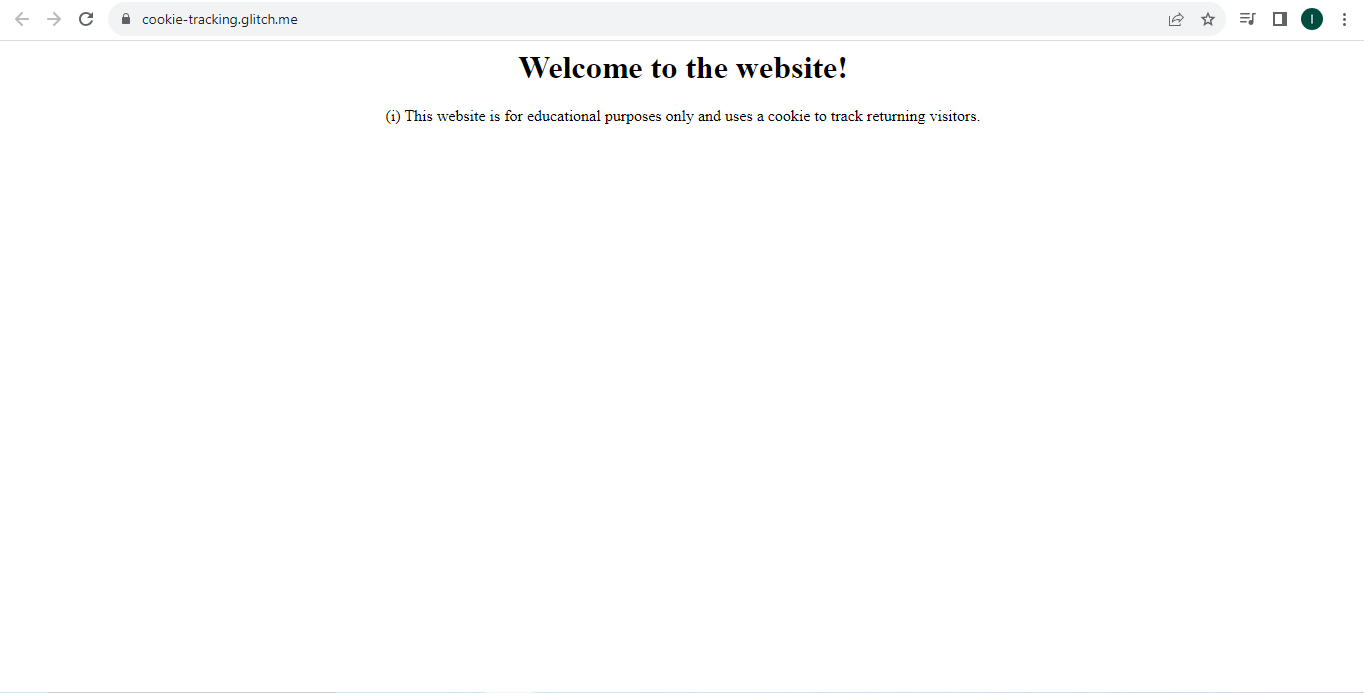 cookie-tracking.glitch.me
I
Welcome to the website!
(i) This website is for educational purposes only and uses a cookie to track returning visitors.